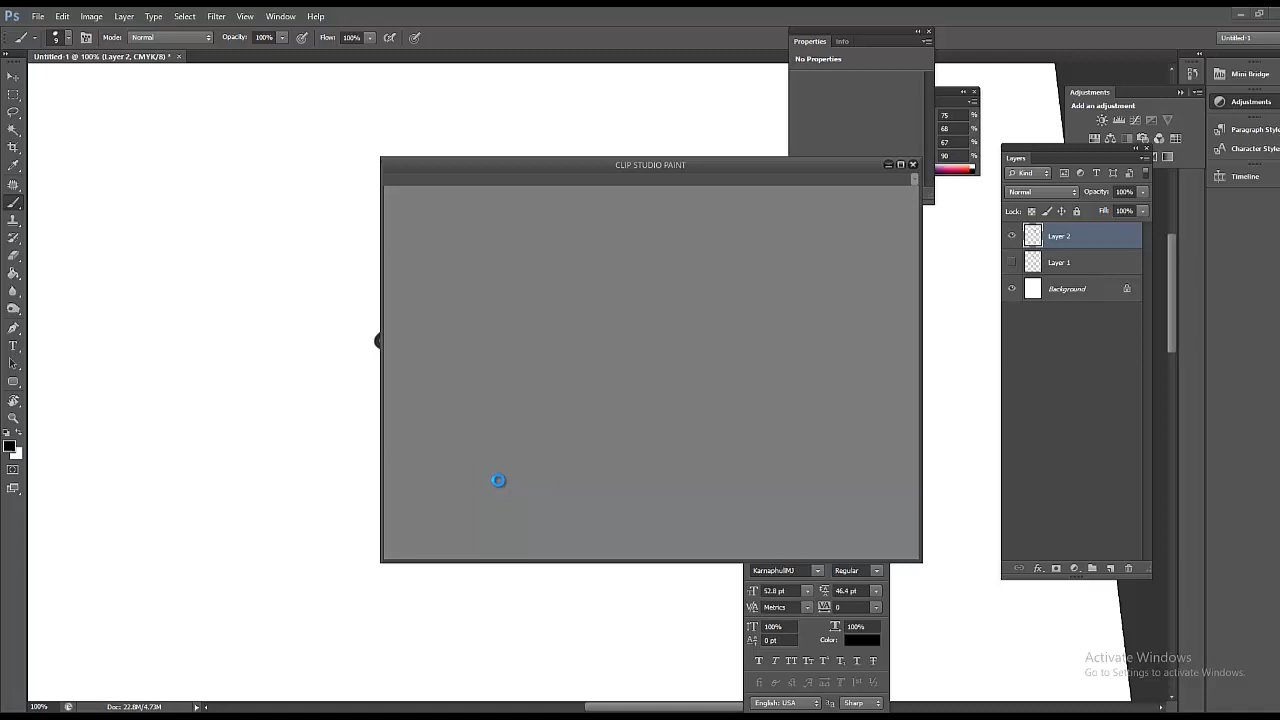 Ps File Edit Image Layer Type Select Filter View Window Help
9 Mode: Normal Opacity: 100% Flow: 100% Untitled-1
Untitled-1 @ 100% (Layer 2, CMYK/8) * ×
Properties Info
No Properties
Mini Bridge
Adjustments
Add an adjustment
Adjustments
Paragraph Style
Character Style
Timeline
75 %
68 %
67 %
90 %
CLIP STUDIO PAINT
Layers
Kind
Normal Opacity: 100%
Lock: Fill: 100%
Layer 2
Layer 1
Background
KarnaphuliMJ Regular
52.8 pt 46.4 pt
Metrics 0
100% 100%
0 pt Color:
English: USA Sharp
Activate Windows
Go to Settings to activate Windows.
100% Doc: 22.8M/4.73M